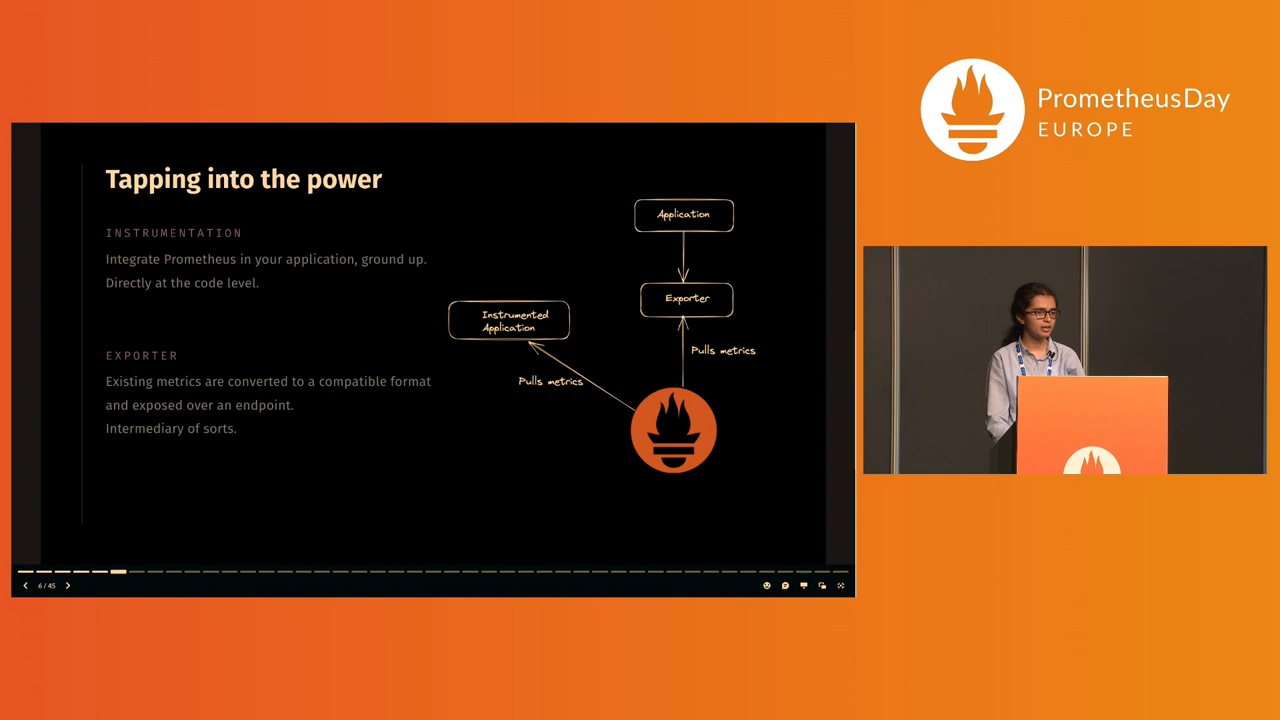 PrometheusDay
EUROPE
Tapping into the power
INSTRUMENTATION
Integrate Prometheus in your application, ground up.
Directly at the code level.
EXPORTER
Existing metrics are converted to a compatible format
and exposed over an endpoint.
Intermediary of sorts.
Application
Exporter
Instrumented
Application
Pulls metrics
Pulls metrics
6 / 45